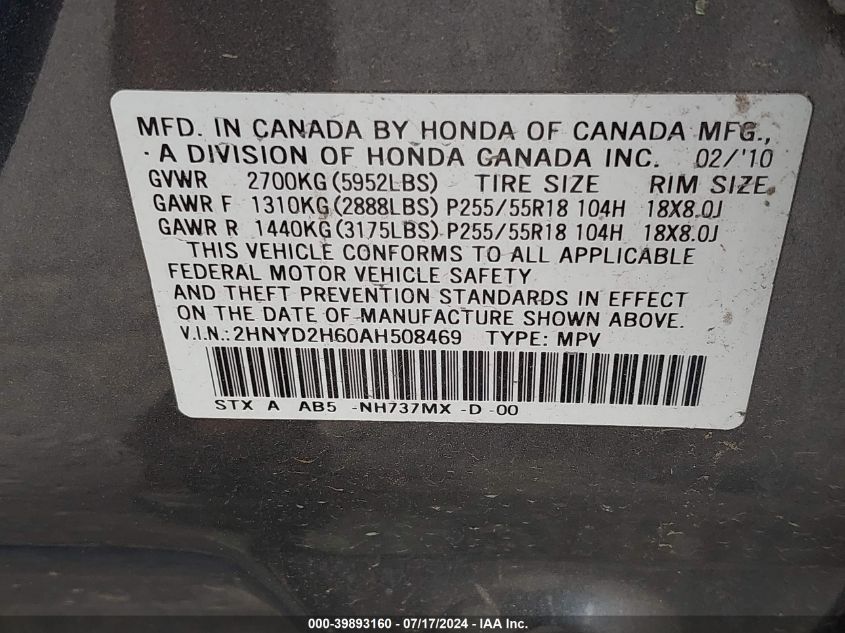 MFD. IN CANADA BY HONDA OF CANADA MFG.,
A DIVISION OF HONDA CANADA INC. 02/'10
GVWR 2700KG (5952LBS) TIRE SIZE RIM SIZE
GAWR F 1310KG (2888LBS) P255/55R18 104H 18X8.0J
GAWR R 1440KG (3175LBS) P255/55R18 104H 18X8.0J
THIS VEHICLE CONFORMS TO ALL APPLICABLE
FEDERAL MOTOR VEHICLE SAFETY
AND THEFT PREVENTION STANDARDS IN EFFECT
ON THE DATE OF MANUFACTURE SHOWN ABOVE.
V.I.N.: 2HNYD2H60AH508469 TYPE: MPV
STX A AB5 -NH737MX -D -00
000-39893160 - 07/17/2024 - IAA Inc.